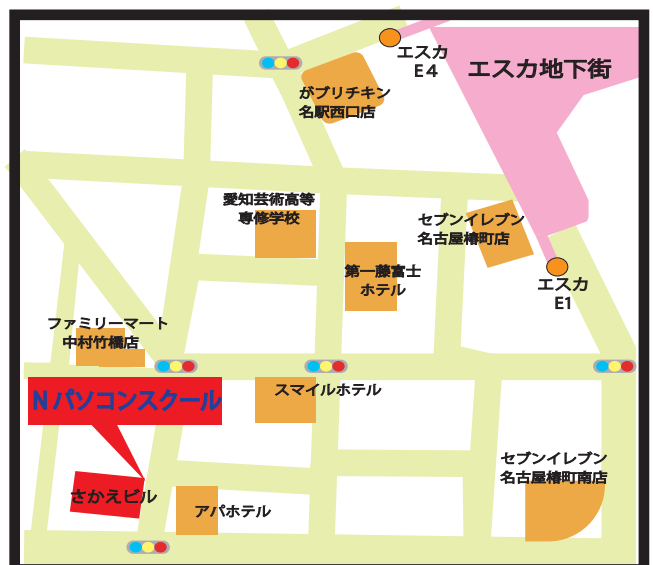 エスカ
E4
エスカ地下街
がブリチキン
名駅西口店
愛知芸術高等
専修学校
セブンイレブン
名古屋椿町店
第一藤富士
ホテル
エスカ
E1
ファミリーマート
中村竹橋店
Nパソコンスクール
スマイルホテル
セブンイレブン
名古屋椿町南店
さかえビル
アパホテル